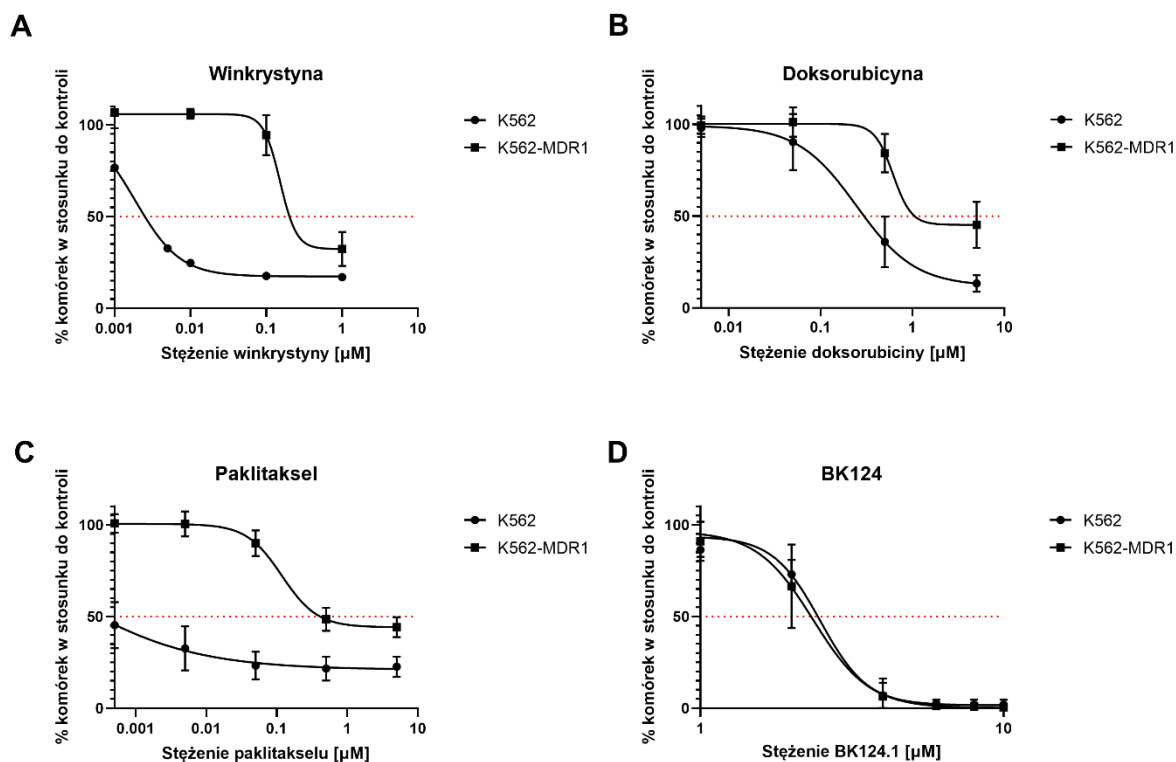 A
Winkrystyna
% komórek w stosunku do kontroli
100
50
0
0.001
0.01
0.1
1
10
Stężenie winkrystyny [µM]
K562
K562-MDR1
B
Doksorubicyna
% komórek w stosunku do kontroli
100
50
0
0.01
0.1
1
10
Stężenie doksorubiciny [µM]
K562
K562-MDR1
C
Paklitaksel
% komórek w stosunku do kontroli
100
50
0
0.001
0.01
0.1
1
10
Stężenie paklitakselu [µM]
K562
K562-MDR1
D
BK124
% komórek w stosunku do kontroli
100
50
0
1
10
Stężenie BK124.1 [µM]
K562
K562-MDR1